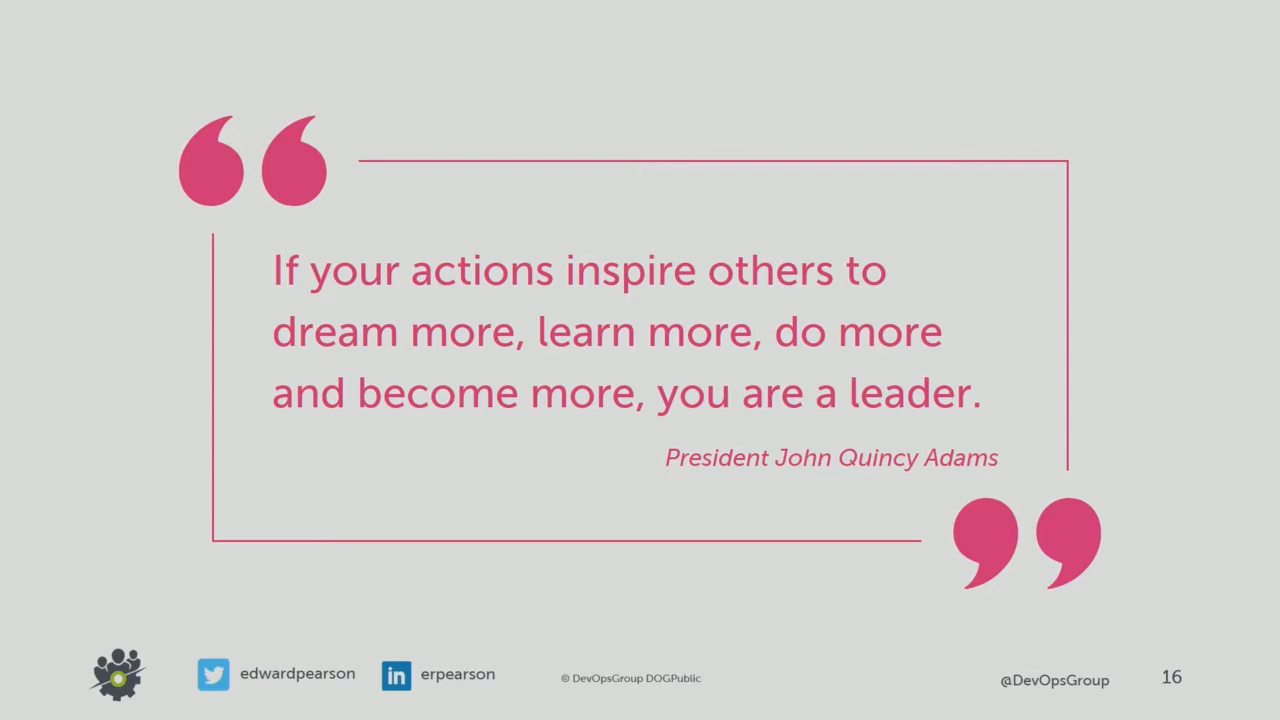 If your actions inspire others to
dream more, learn more, do more
and become more, you are a leader.
President John Quincy Adams
edwardpearson
erpearson
© DevOpsGroup DOGPublic
@DevOpsGroup
16